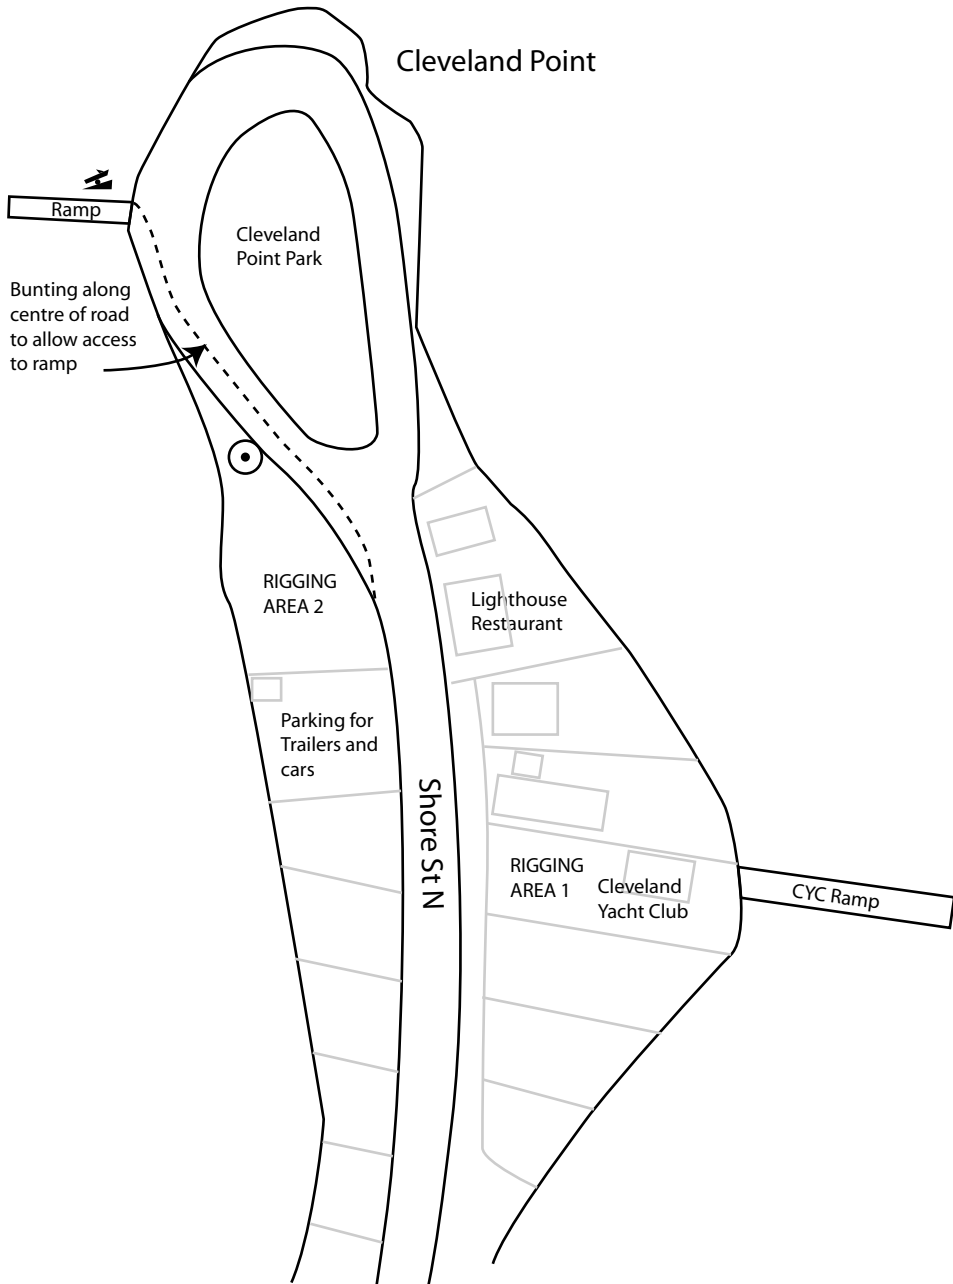 Cleveland Point
Ramp
Cleveland
Point Park
Bunting along
centre of road
to allow access
to ramp
RIGGING
AREA 2
Lighthouse
Restaurant
Parking for
Trailers and
cars
Shore St N
RIGGING
AREA 1
Cleveland
Yacht Club
CYC Ramp